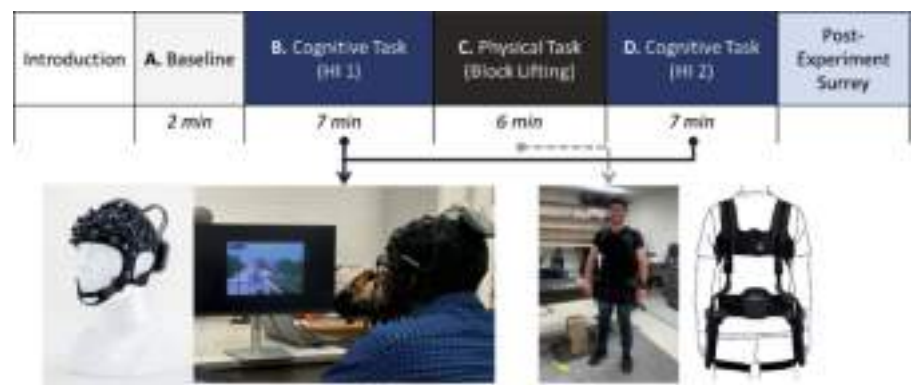 Introduction
A. Baseline
B. Cognitive Task
(HI 1)
C. Physical Task
(Block Lifting)
D. Cognitive Task
(HI 2)
Post-
Experiment
Surrey
2 min
7 min
6 min
7 min